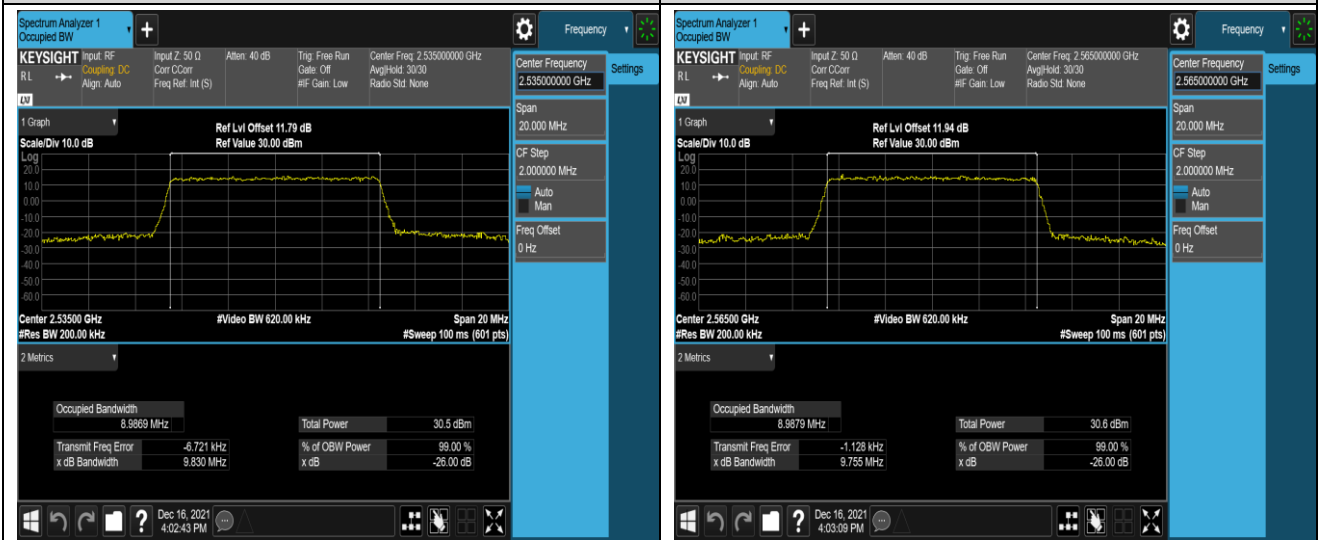 Spectrum Analyzer 1
Occupied BW
+
Frequency
KEYSIGHT Input: RF Input Z: 50 Ω Atten: 40 dB Trig: Free Run Center Freq: 2.535000000 GHz
Coupling: DC Corr CCorr Gate: Off Avg|Hold: 30/30
RL Align: Auto Freq Ref: Int (S) #IF Gain: Low Radio Std: None
LXI
Center Frequency
2.535000000 GHz
Settings
Span
20.000 MHz
CF Step
2.000000 MHz
Auto
Man
Freq Offset
0 Hz
1 Graph
Ref Lvl Offset 11.79 dB
Scale/Div 10.0 dB Ref Value 30.00 dBm
Log
20.0
10.0
0.00
-10.0
-20.0
-30.0
-40.0
-50.0
-60.0
Center 2.53500 GHz #Video BW 620.00 kHz Span 20 MHz
#Res BW 200.00 kHz #Sweep 100 ms (601 pts)
2 Metrics
Occupied Bandwidth
8.9869 MHz Total Power 30.5 dBm
Transmit Freq Error -6.721 kHz % of OBW Power 99.00 %
x dB Bandwidth 9.830 MHz x dB -26.00 dB
? Dec 16, 2021
4:02:43 PM
Spectrum Analyzer 1
Occupied BW
+
Frequency
KEYSIGHT Input: RF Input Z: 50 Ω Atten: 40 dB Trig: Free Run Center Freq: 2.565000000 GHz
Coupling: DC Corr CCorr Gate: Off Avg|Hold: 30/30
RL Align: Auto Freq Ref: Int (S) #IF Gain: Low Radio Std: None
LXI
Center Frequency
2.565000000 GHz
Settings
Span
20.000 MHz
CF Step
2.000000 MHz
Auto
Man
Freq Offset
0 Hz
1 Graph
Ref Lvl Offset 11.94 dB
Scale/Div 10.0 dB Ref Value 30.00 dBm
Log
20.0
10.0
0.00
-10.0
-20.0
-30.0
-40.0
-50.0
-60.0
Center 2.56500 GHz #Video BW 620.00 kHz Span 20 MHz
#Res BW 200.00 kHz #Sweep 100 ms (601 pts)
2 Metrics
Occupied Bandwidth
8.9879 MHz Total Power 30.6 dBm
Transmit Freq Error -1.128 kHz % of OBW Power 99.00 %
x dB Bandwidth 9.755 MHz x dB -26.00 dB
? Dec 16, 2021
4:03:09 PM